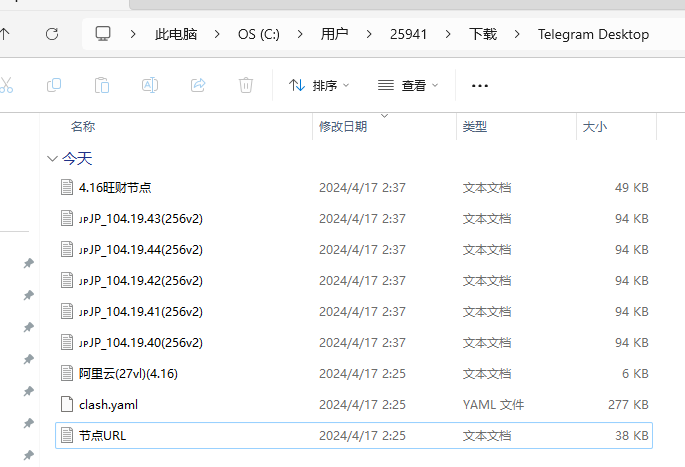 此电脑 > OS (C:) > 用户 > 25941 > 下载 > Telegram Desktop
排序 查看 ...
名称 修改日期 类型 大小
今天
4.16旺财节点 2024/4/17 2:37 文本文档 49 KB
ᴊᴘJP_104.19.43(256v2) 2024/4/17 2:37 文本文档 94 KB
ᴊᴘJP_104.19.44(256v2) 2024/4/17 2:37 文本文档 94 KB
ᴊᴘJP_104.19.42(256v2) 2024/4/17 2:37 文本文档 94 KB
ᴊᴘJP_104.19.41(256v2) 2024/4/17 2:37 文本文档 94 KB
ᴊᴘJP_104.19.40(256v2) 2024/4/17 2:37 文本文档 94 KB
阿里云(27vl)(4.16) 2024/4/17 2:25 文本文档 6 KB
clash.yaml 2024/4/17 2:25 YAML 文件 277 KB
节点URL 2024/4/17 2:25 文本文档 38 KB